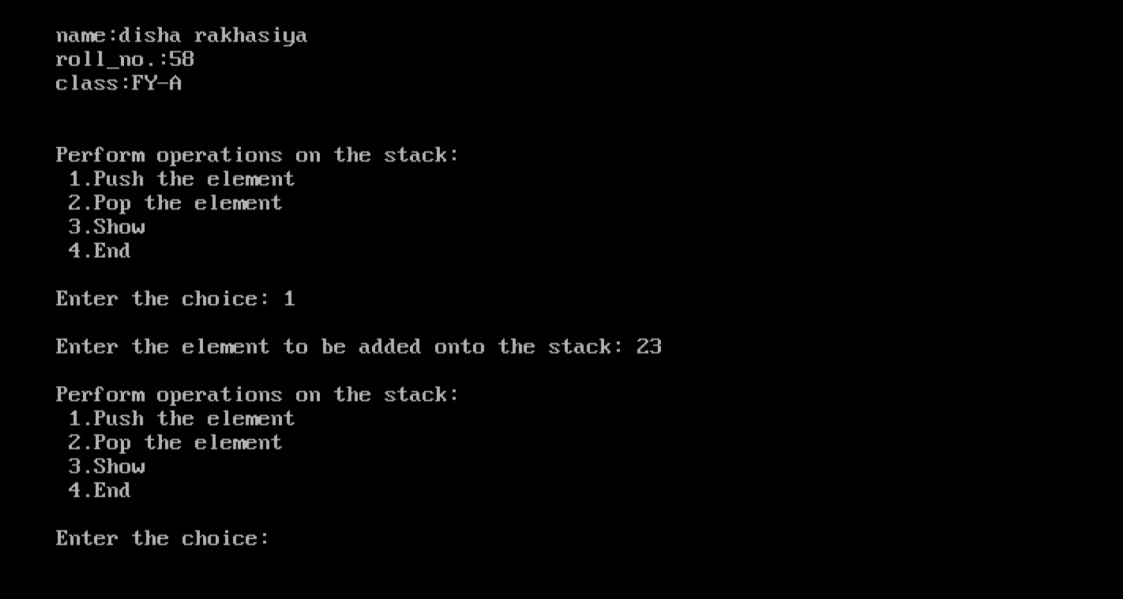 name:disha rakhasiya
roll_no.:58
class:FY-A
Perform operations on the stack:
1.Push the element
2.Pop the element
3.Show
4.End
Enter the choice: 1
Enter the element to be added onto the stack: 23
Perform operations on the stack:
1.Push the element
2.Pop the element
3.Show
4.End
Enter the choice: